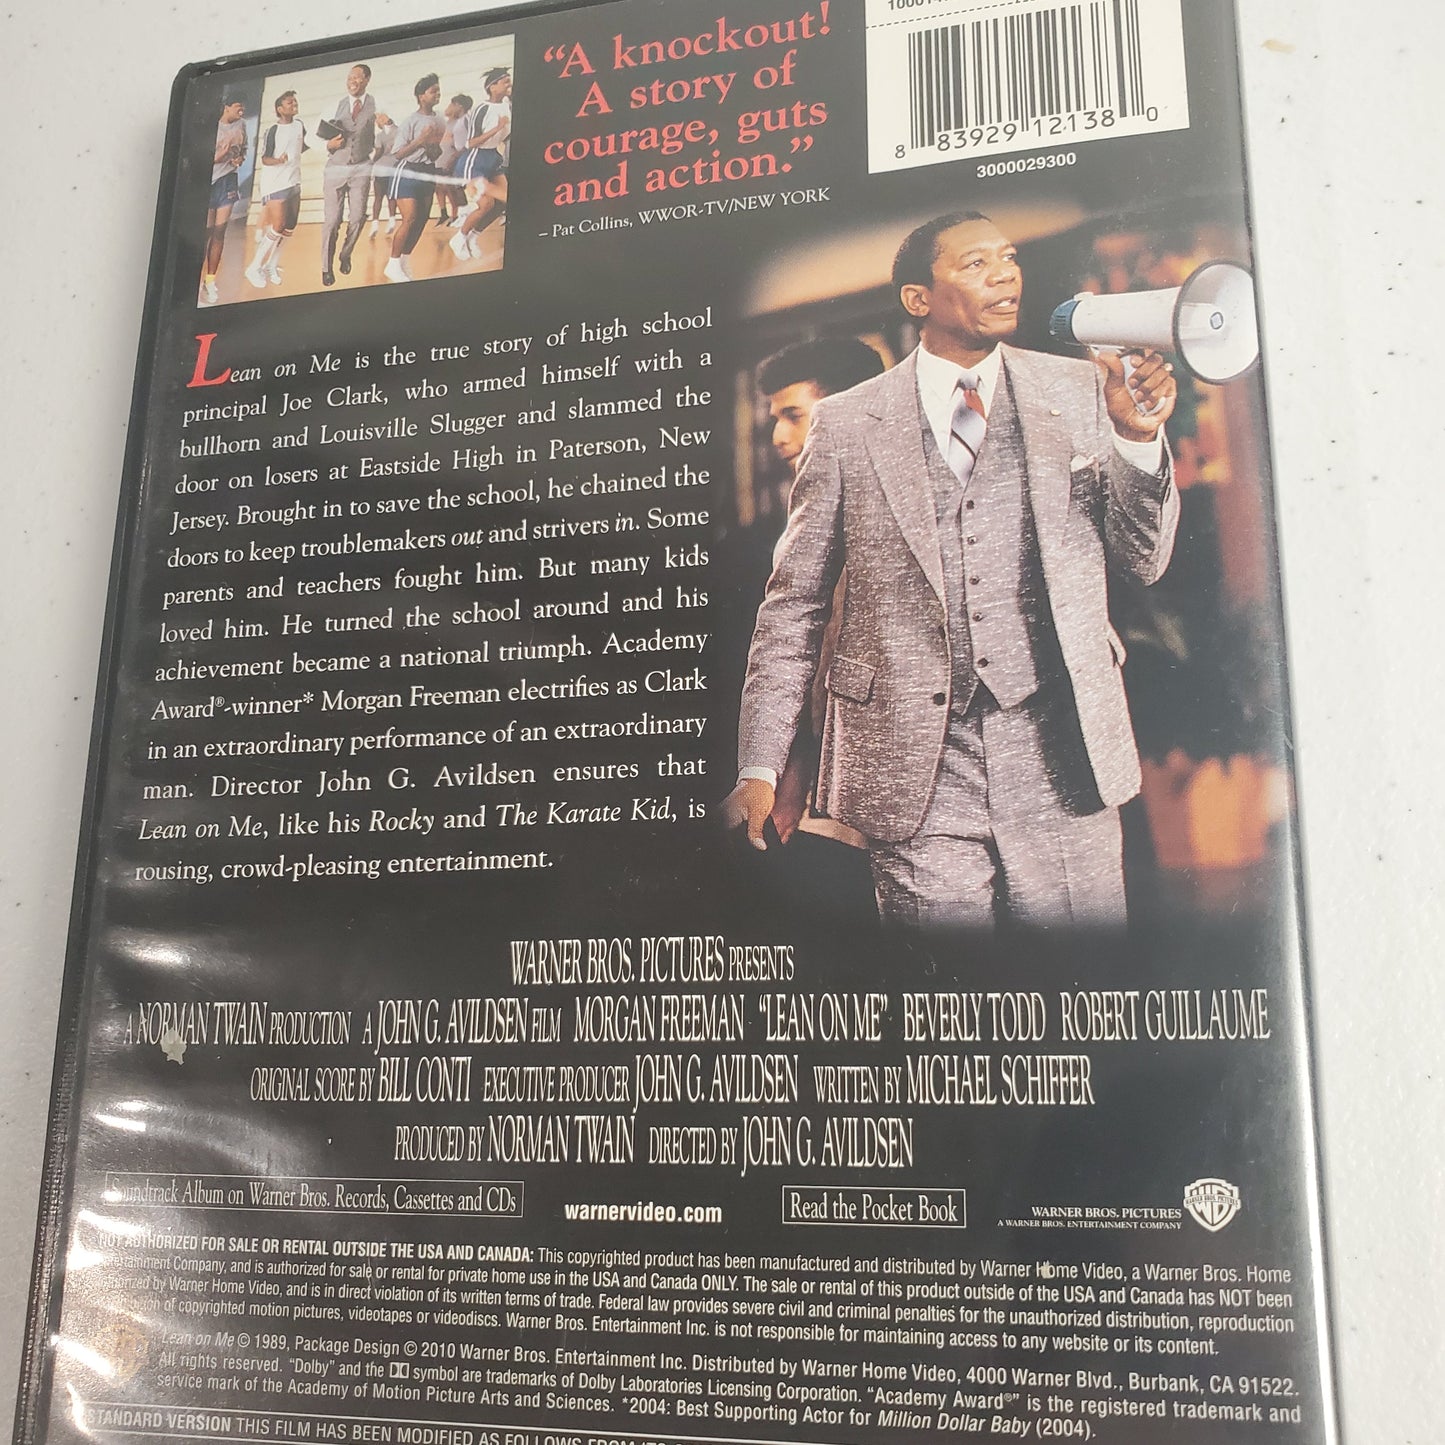 "A knockout!
A story of
courage, guts
and action."
– Pat Collins, WWOR-TV/NEW YORK
8 83929 12138 0
3000029300
Lean on Me is the true story of high school
principal Joe Clark, who armed himself with a
bullhorn and Louisville Slugger and slammed the
door on losers at Eastside High in Paterson, New
Jersey. Brought in to save the school, he chained the
doors to keep troublemakers out and strivers in. Some
parents and teachers fought him. But many kids
loved him. He turned the school around and his
achievement became a national triumph. Academy
Award®-winner* Morgan Freeman electrifies as Clark
in an extraordinary performance of an extraordinary
man. Director John G. Avildsen ensures that
Lean on Me, like his Rocky and The Karate Kid, is
rousing, crowd-pleasing entertainment.
WARNER BROS. PICTURES PRESENTS
A NORMAN TWAIN PRODUCTION A JOHN G. AVILDSEN FILM MORGAN FREEMAN "LEAN ON ME" BEVERLY TODD ROBERT GUILLAUME
ORIGINAL SCORE BY BILL CONTI EXECUTIVE PRODUCER JOHN G. AVILDSEN WRITTEN BY MICHAEL SCHIFFER
PRODUCED BY NORMAN TWAIN DIRECTED BY JOHN G. AVILDSEN
Soundtrack Album on Warner Bros. Records, Cassettes and CDs
warnervideo.com
Read the Pocket Book
WARNER BROS. PICTURES
A WARNER BROS. ENTERTAINMENT COMPANY
NOT AUTHORIZED FOR SALE OR RENTAL OUTSIDE THE USA AND CANADA: This copyrighted product has been manufactured and distributed by Warner Home Video, a Warner Bros. Home
Entertainment Company, and is authorized for sale or rental for private home use in the USA and Canada ONLY. The sale or rental of this product outside of the USA and Canada has NOT been
authorized by Warner Home Video, and is in direct violation of its written terms of trade. Federal law provides severe civil and criminal penalties for the unauthorized distribution, reproduction
of copyrighted motion pictures, videotapes or videodiscs. Warner Bros. Entertainment Inc. is not responsible for maintaining access to any website or its content.
Lean on Me © 1989, Package Design © 2010 Warner Bros. Entertainment Inc. Distributed by Warner Home Video, 4000 Warner Blvd., Burbank, CA 91522.
All rights reserved. "Dolby" and the symbol are trademarks of Dolby Laboratories Licensing Corporation. "Academy Award®" is the registered trademark and
service mark of the Academy of Motion Picture Arts and Sciences. *2004: Best Supporting Actor for Million Dollar Baby (2004).
STANDARD VERSION THIS FILM HAS BEEN MODIFIED AS FOLLOWS FROM ITS